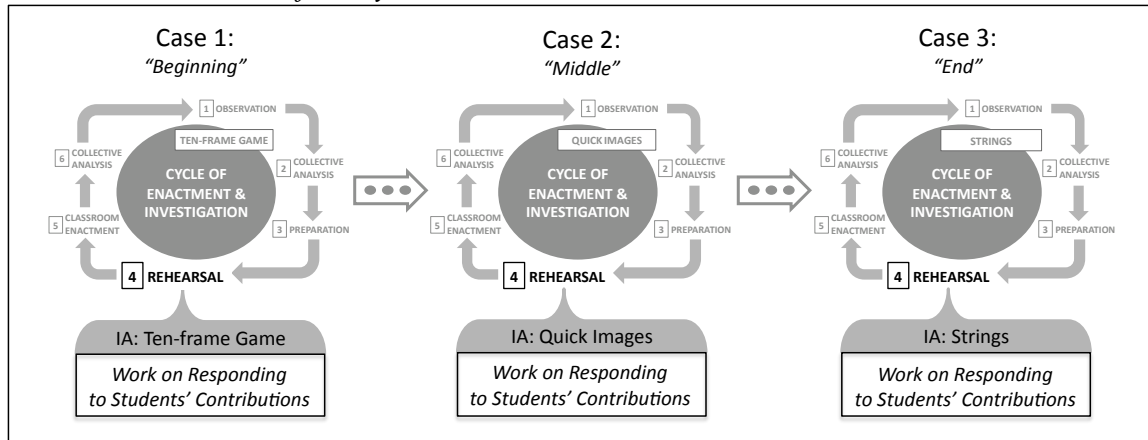 Case 1:
"Beginning"
1 OBSERVATION
TEN-FRAME GAME
6 COLLECTIVE
ANALYSIS
2 COLLECTIVE
ANALYSIS
CYCLE OF
ENACTMENT &
INVESTIGATION
5 CLASSROOM
ENACTMENT
3 PREPARATION
4 REHEARSAL
IA: Ten-frame Game
Work on Responding
to Students' Contributions
Case 2:
"Middle"
1 OBSERVATION
QUICK IMAGES
6 COLLECTIVE
ANALYSIS
2 COLLECTIVE
ANALYSIS
CYCLE OF
ENACTMENT &
INVESTIGATION
5 CLASSROOM
ENACTMENT
3 PREPARATION
4 REHEARSAL
IA: Quick Images
Work on Responding
to Students' Contributions
Case 3:
"End"
1 OBSERVATION
STRINGS
6 COLLECTIVE
ANALYSIS
2 COLLECTIVE
ANALYSIS
CYCLE OF
ENACTMENT &
INVESTIGATION
5 CLASSROOM
ENACTMENT
3 PREPARATION
4 REHEARSAL
IA: Strings
Work on Responding
to Students' Contributions